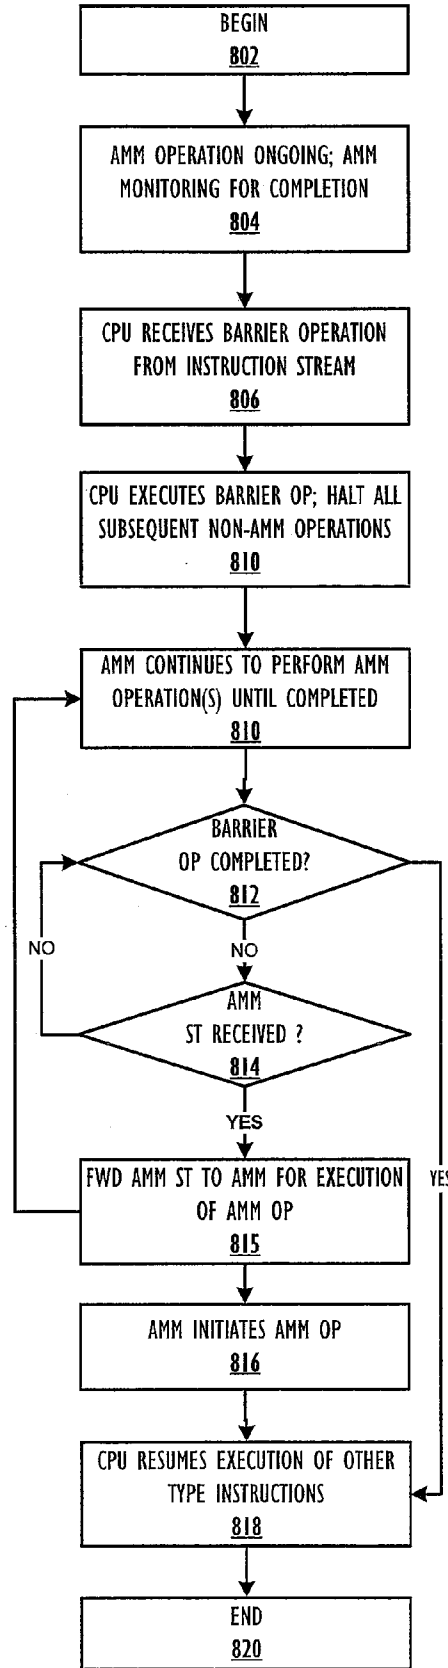 BEGIN
802
AMM OPERATION ONGOING; AMM
MONITORING FOR COMPLETION
804
CPU RECEIVES BARRIER OPERATION
FROM INSTRUCTION STREAM
806
CPU EXECUTES BARRIER OP; HALT ALL
SUBSEQUENT NON-AMM OPERATIONS
810
AMM CONTINUES TO PERFORM AMM
OPERATION(S) UNTIL COMPLETED
810
BARRIER
OP COMPLETED?
812
NO
NO
AMM
ST RECEIVED ?
814
YES
FWD AMM ST TO AMM FOR EXECUTION
OF AMM OP
815
YES
AMM INITIATES AMM OP
816
CPU RESUMES EXECUTION OF OTHER
TYPE INSTRUCTIONS
818
END
820